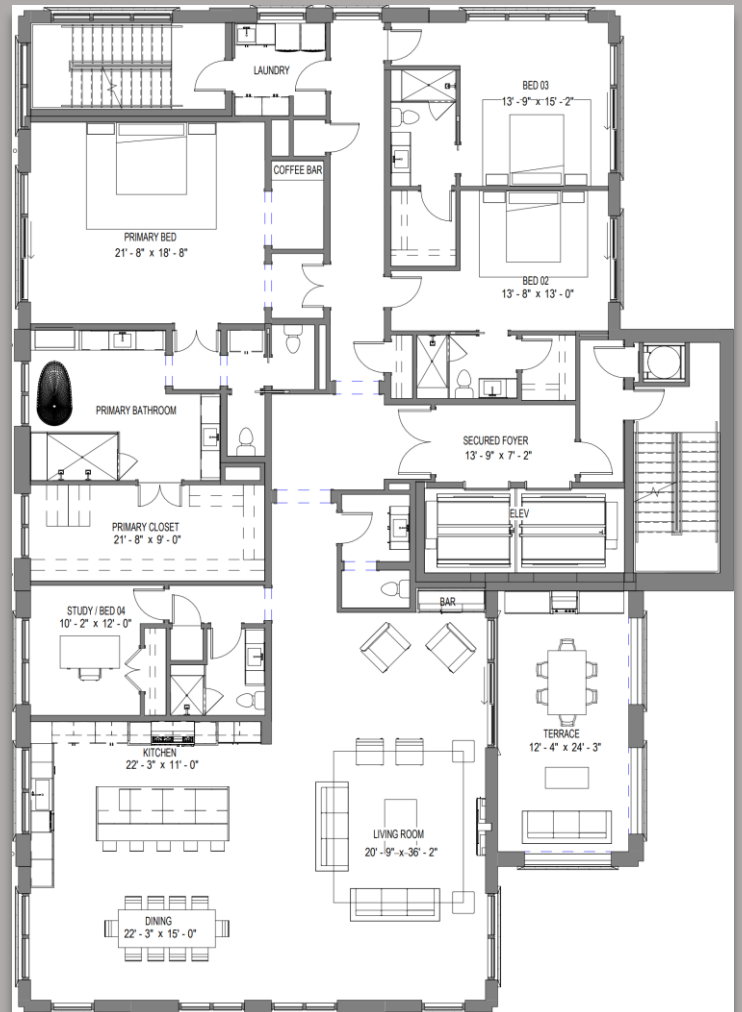 LAUNDRY
BED 03
13' - 9" x 15' - 2"
COFFEE BAR
PRIMARY BED
21' - 8" x 18' - 8"
BED 02
13' - 8" x 13' - 0"
PRIMARY BATHROOM
SECURED FOYER
13' - 9" x 7' - 2"
ELEV
PRIMARY CLOSET
21' - 8" x 9' - 0"
STUDY / BED 04
10' - 2" x 12' - 0"
BAR
TERRACE
12' - 4" x 24' - 3"
KITCHEN
22' - 3" x 11' - 0"
LIVING ROOM
20' - 9" x 36' - 2"
DINING
22' - 3" x 15' - 0"